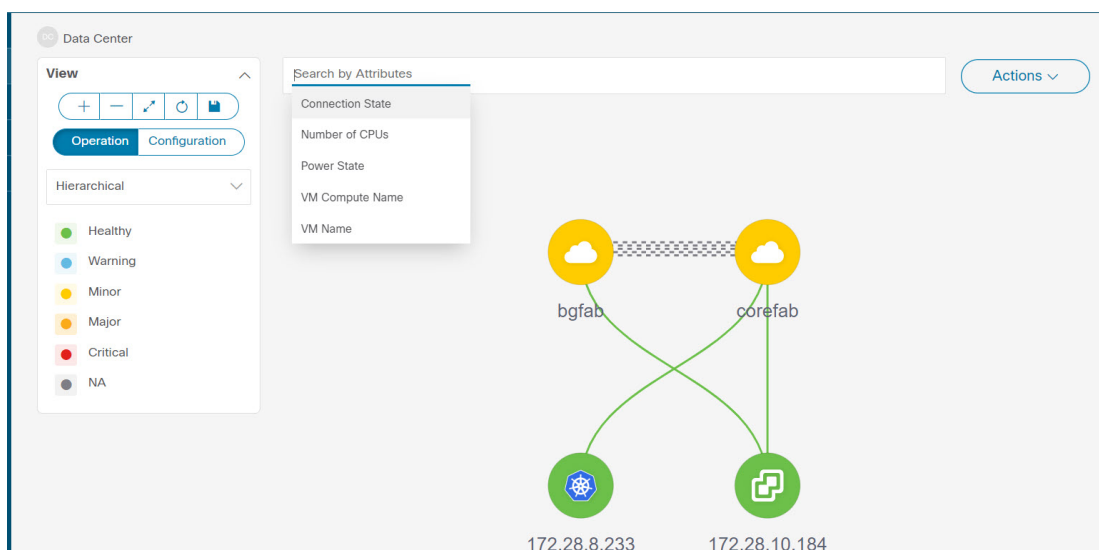 DC Data Center
View
Search by Attributes
Actions
Connection State
Operation Configuration
Number of CPUs
Power State
Hierarchical
VM Compute Name
VM Name
Healthy
Warning
Minor
Major
Critical
NA
bgfab
corefab
172.28.8.233
172.28.10.184